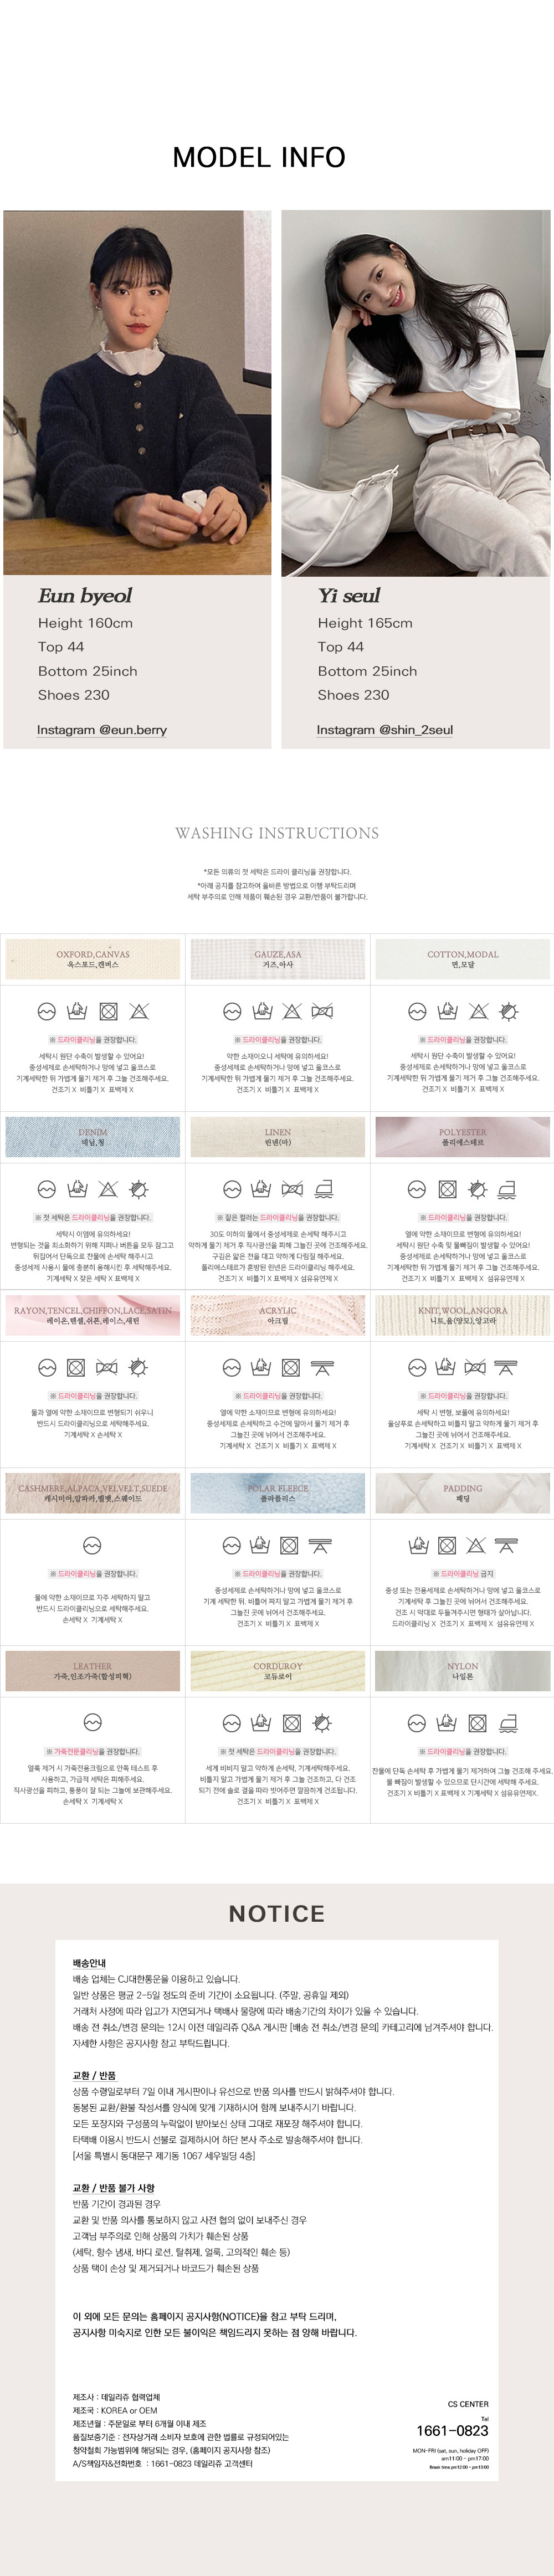 MODEL INFO
Eun byeol
Height 160cm
Top 44
Bottom 25inch
Shoes 230
Instagram @eun.berry
Yi seul
Height 165cm
Top 44
Bottom 25inch
Shoes 230
Instagram @shin_2seul
WASHING INSTRUCTIONS
*모든 의류의 첫 세탁은 드라이 클리닝을 권장합니다.
*아래 공지를 참고하여 올바른 방법으로 이행 부탁드리며
세탁 부주의로 인해 제품이 훼손된 경우 교환/반품이 불가합니다.
OXFORD,CANVAS
옥스포드,캔버스
※ 드라이클리닝을 권장합니다.
세탁시 원단 수축이 발생할 수 있어요!
중성세제로 손세탁하거나 망에 넣고 울코스로
기계세탁한 뒤 가볍게 물기 제거 후 그늘 건조해주세요.
건조기 X 비틀기 X 표백제 X
GAUZE,ASA
거즈,아사
※ 드라이클리닝을 권장합니다.
약한 소재이오니 세탁에 유의하세요!
중성세제로 손세탁하거나 망에 넣고 울코스로
기계세탁한 뒤 가볍게 물기 제거 후 그늘 건조해주세요.
건조기 X 비틀기 X 표백제 X
COTTON,MODAL
면,모달
※ 드라이클리닝을 권장합니다.
세탁시 원단 수축이 발생할 수 있어요!
중성세제로 손세탁하거나 망에 넣고 울코스로
기계세탁한 뒤 가볍게 물기 제거 후 그늘 건조해주세요.
건조기 X 비틀기 X 표백제 X
DENIM
데님,청
※ 첫 세탁은 드라이클리닝을 권장합니다.
세탁시 이염에 유의하세요!
변형되는 것을 최소화하기 위해 지퍼나 버튼을 모두 잠그고
뒤집어서 단독으로 찬물에 손세탁 해주시고
중성세제 사용시 물에 충분히 용해시킨 후 세탁해주세요.
기계세탁 X 잦은 세탁 X 표백제 X
LINEN
린넨(마)
※ 짙은 컬러는 드라이클리닝을 권장합니다.
30도 이하의 물에서 중성세제로 손세탁 해주시고
약하게 물기 제거 후 직사광선을 피해 그늘진 곳에 건조해주세요.
구김은 얇은 천을 대고 약하게 다림질 해주세요.
폴리에스테르가 혼방된 린넨은 드라이클리닝 해주세요.
건조기 X 비틀기 X 표백제 X 섬유유연제 X
POLYESTER
폴리에스테르
※ 드라이클리닝을 권장합니다.
열에 약한 소재이므로 변형에 유의하세요!
세탁시 원단 수축 및 물빠짐이 발생할 수 있어요!
중성세제로 손세탁하거나 망에 넣고 울코스로
기계세탁한 뒤 가볍게 물기 제거 후 그늘 건조해주세요.
건조기 X 비틀기 X 표백제 X 섬유유연제 X
RAYON,TENCEL,CHIFFON,LACE,SATIN
레이온,텐셀,쉬폰,레이스,새틴
※ 드라이클리닝을 권장합니다.
물과 열에 약한 소재이므로 변형되기 쉬우니
반드시 드라이클리닝으로 세탁해주세요.
기계세탁 X 손세탁 X
ACRYLIC
아크릴
※ 드라이클리닝을 권장합니다.
열에 약한 소재이므로 변형에 유의하세요!
중성세제로 손세탁하고 수건에 말아서 물기 제거 후
그늘진 곳에 뉘어서 건조해주세요.
기계세탁 X 건조기 X 비틀기 X 표백제 X
KNIT,WOOL,ANGORA
니트,울(양모),앙고라
※ 드라이클리닝을 권장합니다.
세탁 시 변형, 보풀에 유의하세요!
울샴푸로 손세탁하고 비틀지 말고 약하게 물기 제거 후
그늘진 곳에 뉘어서 건조해주세요.
기계세탁 X 건조기 X 비틀기 X 표백제 X
CASHMERE,ALPACA,VELVELT,SUEDE
캐시미어,알파카,벨벳,스웨이드
※ 드라이클리닝을 권장합니다.
물에 약한 소재이므로 자주 세탁하지 말고
반드시 드라이클리닝으로 세탁해주세요.
손세탁 X 기계세탁 X
POLAR FLEECE
폴라플리스
※ 드라이클리닝을 권장합니다.
중성세제로 손세탁하거나 망에 넣고 울코스로
기계 세탁한 뒤, 비틀어 짜지 말고 가볍게 물기 제거 후
그늘진 곳에 뉘어서 건조해주세요.
건조기 X 비틀기 X 표백제 X
PADDING
패딩
※ 드라이클리닝 금지
중성 또는 전용세제로 손세탁하거나 망에 넣고 울코스로
기계세탁 후 그늘진 곳에 뉘어서 건조해주세요.
건조 시 막대로 두들겨주시면 형태가 살아납니다.
드라이클리닝 X 건조기 X 표백제 X 섬유유연제 X
LEATHER
가죽,인조가죽(합성피혁)
※ 가죽전문클리닝을 권장합니다.
얼룩 제거 시 가죽전용크림으로 안쪽 테스트 후
사용하고, 가급적 세탁은 피해주세요.
직사광선을 피하고, 통풍이 잘 되는 그늘에 보관해주세요.
손세탁 X 기계세탁 X
CORDUROY
코듀로이
※ 첫 세탁은 드라이클리닝을 권장합니다.
세게 비비지 말고 약하게 손세탁, 기계세탁해주세요.
비틀지 말고 가볍게 물기 제거 후 그늘 건조하고, 다 건조
되기 전에 솔로 결을 따라 빗어주면 깔끔하게 건조됩니다.
건조기 X 비틀기 X 표백제 X
NYLON
나일론
※ 드라이클리닝을 권장합니다.
찬물에 단독 손세탁 후 가볍게 물기 제거하여 그늘 건조해 주세요.
물 빠짐이 발생할 수 있으므로 단시간에 세탁해 주세요.
건조기 X 비틀기 X 표백제 X 기계세탁 X 섬유유연제X.
NOTICE
배송안내
배송 업체는 CJ대한통운을 이용하고 있습니다.
일반 상품은 평균 2-5일 정도의 준비 기간이 소요됩니다. (주말, 공휴일 제외)
거래처 사정에 따라 입고가 지연되거나 택배사 물량에 따라 배송기간의 차이가 있을 수 있습니다.
배송 전 취소/변경 문의는 12시 이전 데일리쥬 Q&A 게시판 [배송 전 취소/변경 문의] 카테고리에 남겨주셔야 합니다.
자세한 사항은 공지사항 참고 부탁드립니다.
교환 / 반품
상품 수령일로부터 7일 이내 게시판이나 유선으로 반품 의사를 반드시 밝혀주셔야 합니다.
동봉된 교환/환불 작성서를 양식에 맞게 기재하시어 함께 보내주시기 바랍니다.
모든 포장지와 구성품의 누락없이 받아보신 상태 그대로 재포장 해주셔야 합니다.
타택배 이용시 반드시 선불로 결제하시어 하단 본사 주소로 발송해주셔야 합니다.
[서울 특별시 동대문구 제기동 1067 세우빌딩 4층]
교환 / 반품 불가 사항
반품 기간이 경과된 경우
교환 및 반품 의사를 통보하지 않고 사전 협의 없이 보내주신 경우
고객님 부주의로 인해 상품의 가치가 훼손된 상품
(세탁, 향수 냄새, 바디 로션, 탈취제, 얼룩, 고의적인 훼손 등)
상품 택이 손상 및 제거되거나 바코드가 훼손된 상품
이 외에 모든 문의는 홈페이지 공지사항(NOTICE)을 참고 부탁 드리며,
공지사항 미숙지로 인한 모든 불이익은 책임드리지 못하는 점 양해 바랍니다.
제조사 : 데일리쥬 협력업체
제조국 : KOREA or OEM
제조년월 : 주문일로 부터 6개월 이내 제조
품질보증기준 : 전자상거래 소비자 보호에 관한 법률로 규정되어있는
청약철회 가능범위에 해당되는 경우, (홈페이지 공지사항 참조)
A/S책임자&전화번호 : 1661-0823 데일리쥬 고객센터
CS CENTER
Tel
1661-0823
MON-FRI (sat, sun, holiday OFF)
am11:00 - pm17:00
Break time pm12:00 - pm13:00